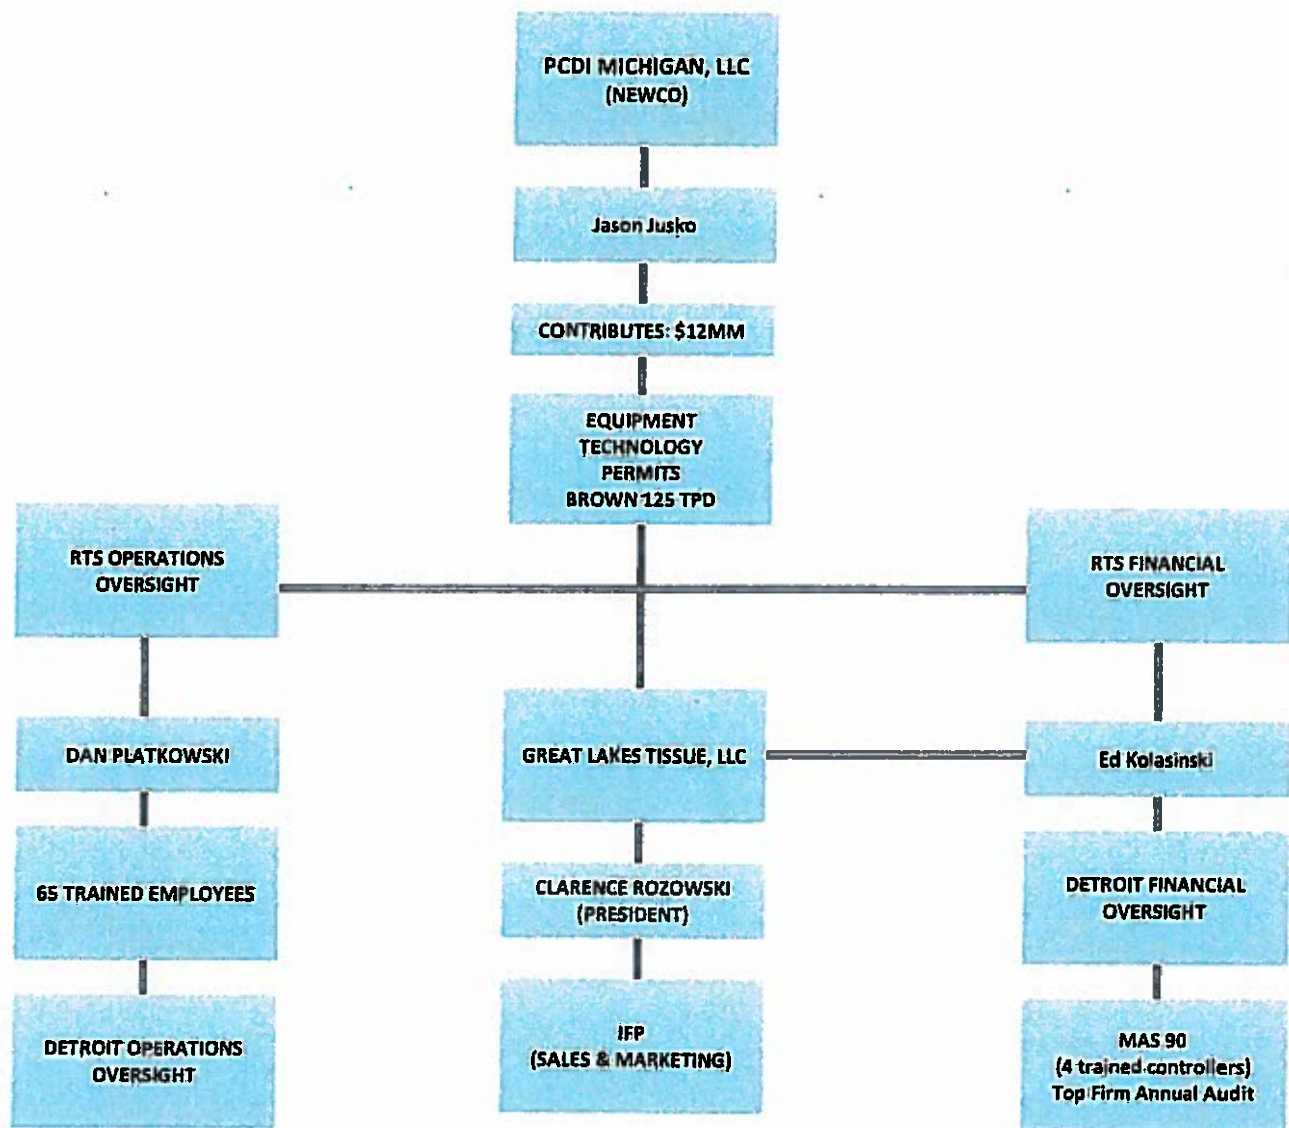 PCDI MICHIGAN, LLC
(NEWCO)
Jason Jusko
CONTRIBUTES: $12MM
EQUIPMENT
TECHNOLOGY
PERMITS
BROWN 125 TPD
RTS OPERATIONS
OVERSIGHT
RTS FINANCIAL
OVERSIGHT
DAN PLATKOWSKI
GREAT LAKES TISSUE, LLC
Ed Kolasinski
65 TRAINED EMPLOYEES
CLARENCE ROZOWSKI
(PRESIDENT)
DETROIT FINANCIAL
OVERSIGHT
DETROIT OPERATIONS
OVERSIGHT
IFP
(SALES & MARKETING)
MAS 90
(4 trained controllers)
Top Firm Annual Audit